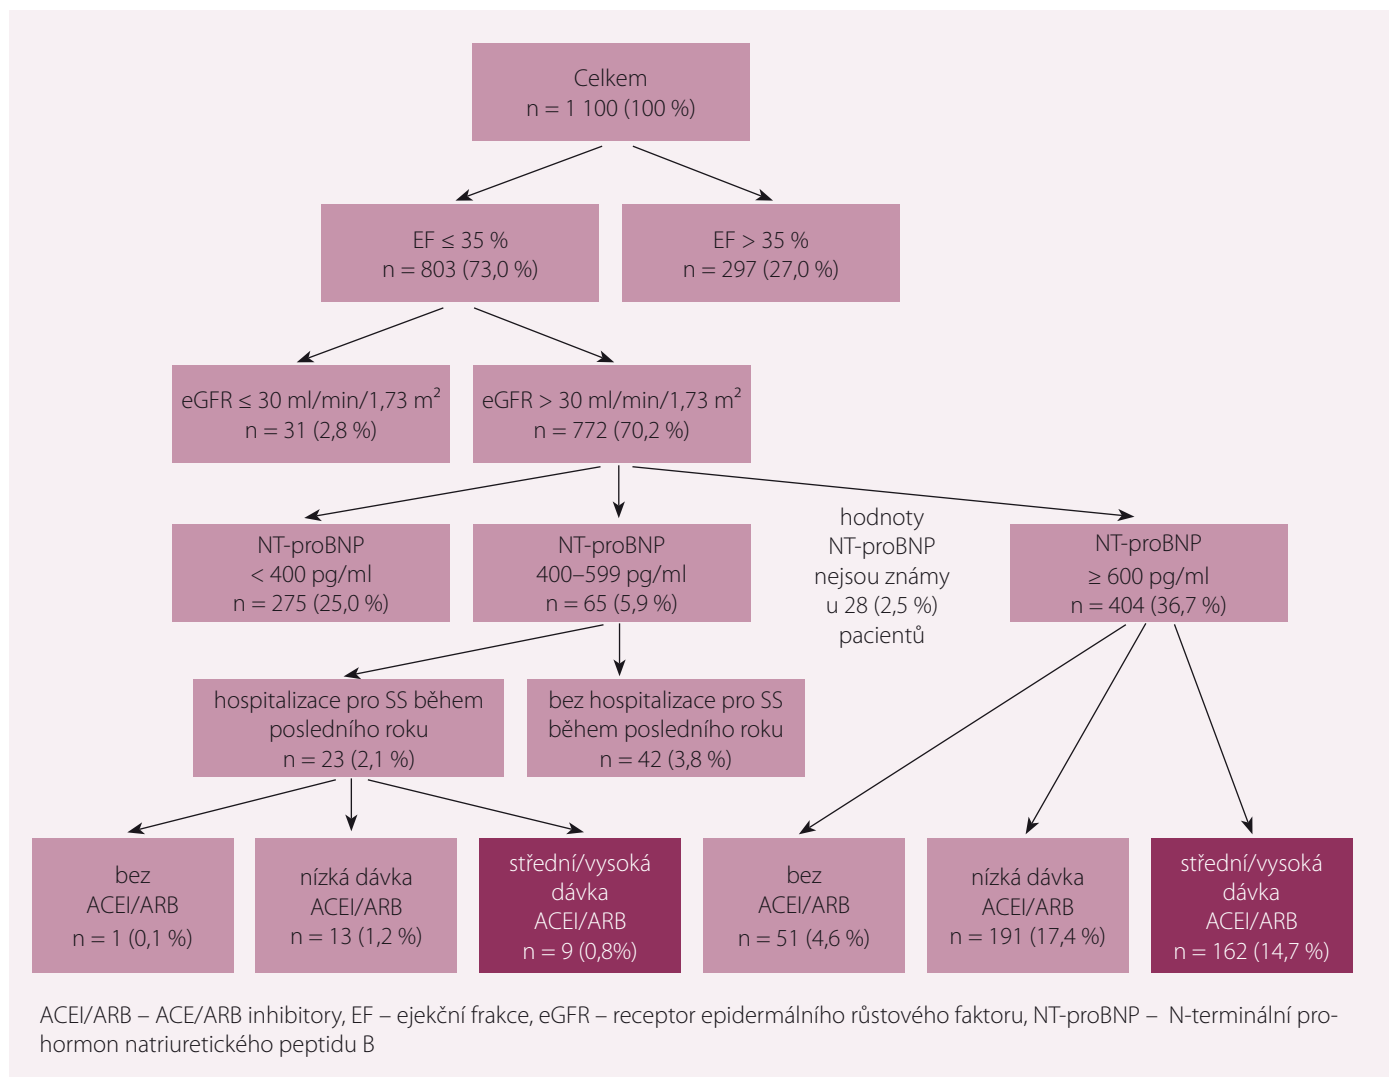 Celkem
n = 1 100 (100 %)
EF ≤ 35 %
n = 803 (73,0 %)
EF > 35 %
n = 297 (27,0 %)
eGFR ≤ 30 ml/min/1,73 m²
n = 31 (2,8 %)
eGFR > 30 ml/min/1,73 m²
n = 772 (70,2 %)
NT-proBNP
< 400 pg/ml
n = 275 (25,0 %)
NT-proBNP
400–599 pg/ml
n = 65 (5,9 %)
hodnoty
NT-proBNP
nejsou známy
u 28 (2,5 %)
pacientů
NT-proBNP
≥ 600 pg/ml
n = 404 (36,7 %)
hospitalizace pro SS během
posledního roku
n = 23 (2,1 %)
bez hospitalizace pro SS
během posledního roku
n = 42 (3,8 %)
bez
ACEI/ARB
n = 1 (0,1 %)
nízká dávka
ACEI/ARB
n = 13 (1,2 %)
střední/vysoká
dávka
ACEI/ARB
n = 9 (0,8%)
bez
ACEI/ARB
n = 51 (4,6 %)
nízká dávka
ACEI/ARB
n = 191 (17,4 %)
střední/vysoká
dávka
ACEI/ARB
n = 162 (14,7 %)
ACEI/ARB – ACE/ARB inhibitory, EF – ejekční frakce, eGFR – receptor epidermálního růstového faktoru, NT-proBNP – N-terminální pro-
hormon natriuretického peptidu B